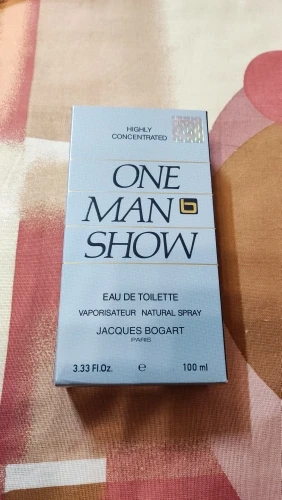 HIGHLY
CONCENTRATED
ONE
MAN
SHOW
EAU DE TOILETTE
VAPORISATEUR NATURAL SPRAY
JACQUES BOGART
PARIS
3.33 Fl.Oz. e 100 ml